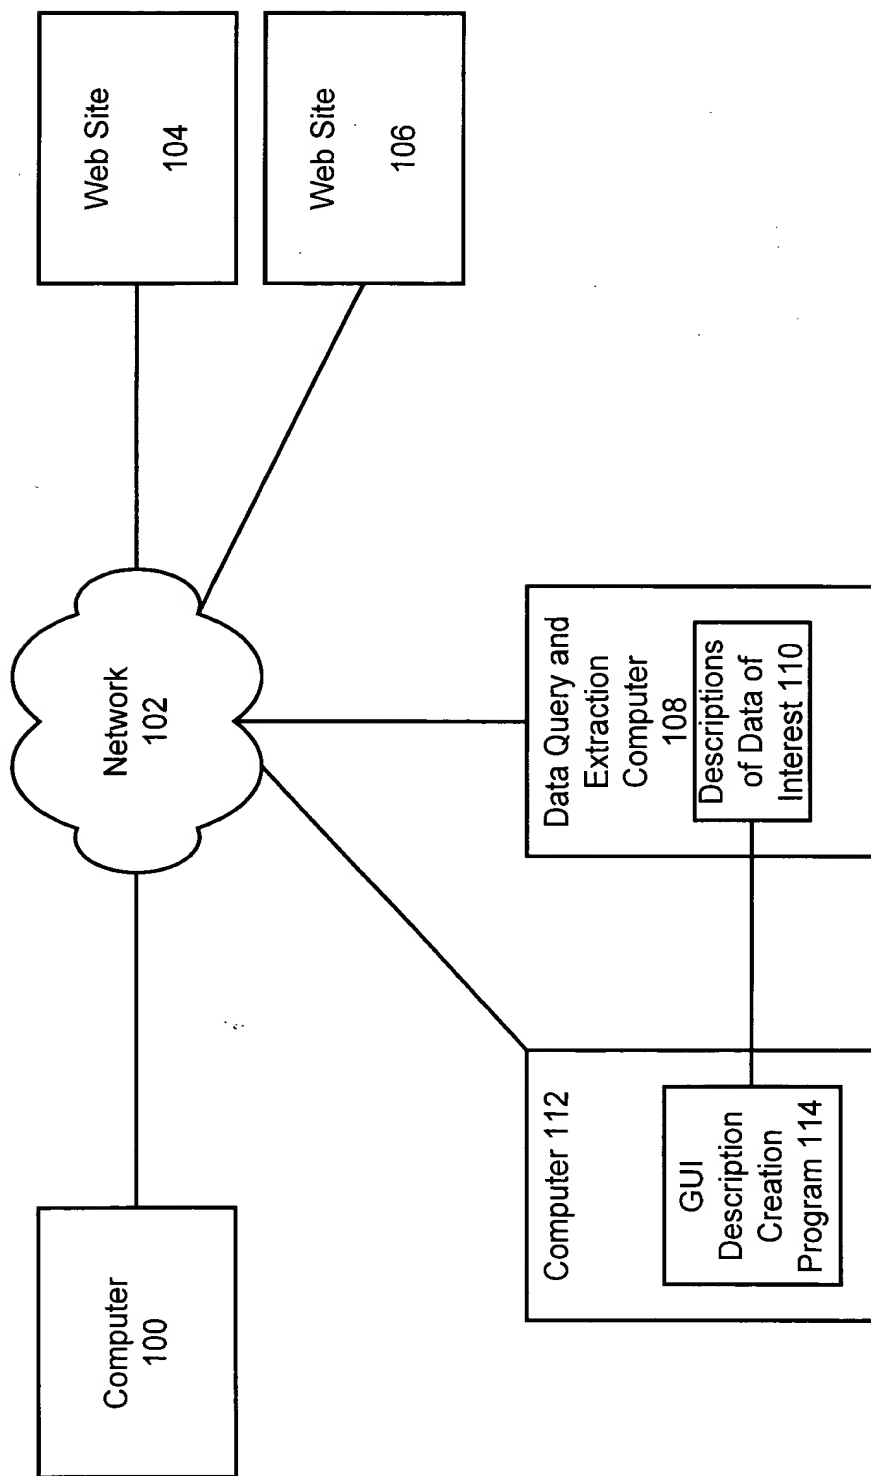 Computer
100
Network
102
Web Site
104
Web Site
106
Computer 112
GUI
Description
Creation
Program 114
Data Query and
Extraction
Computer
108
Descriptions
of Data of
Interest 110